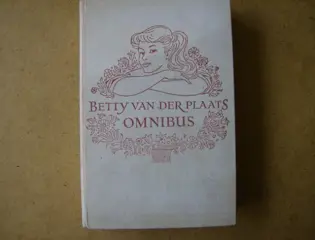 BETTY VAN DER PLAATS
OMNIBUS